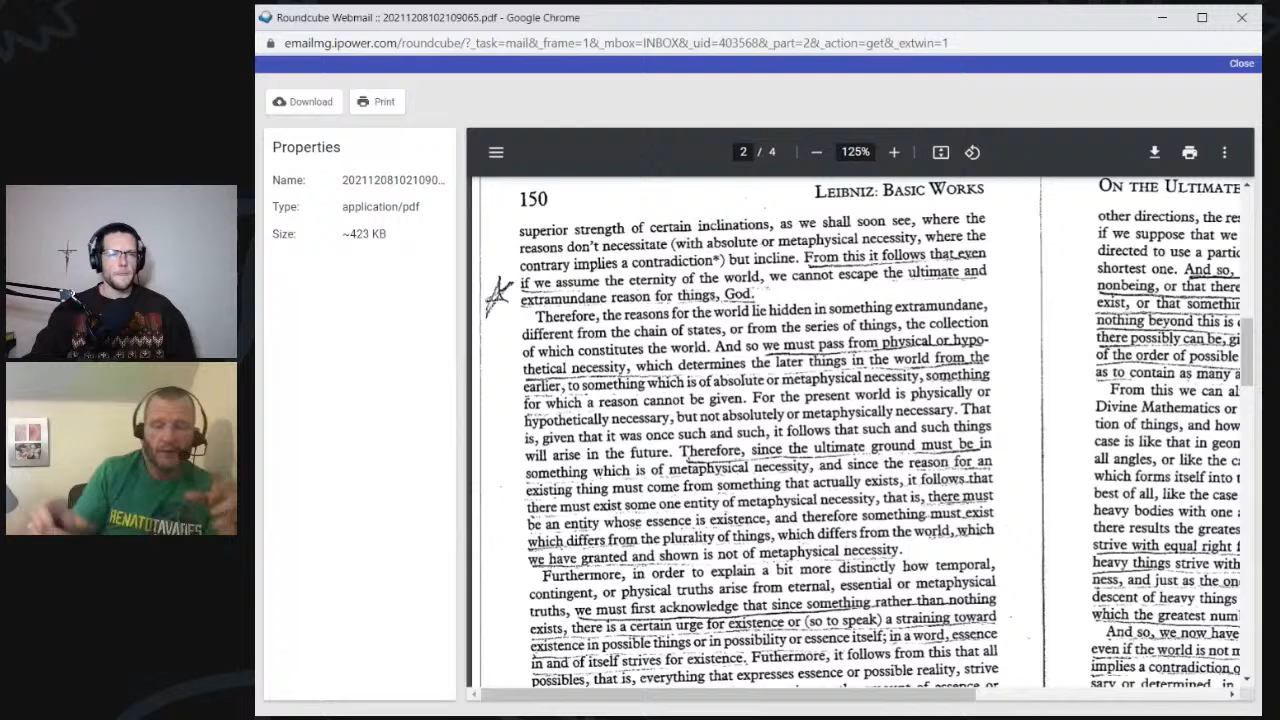 Roundcube Webmail :: 20211208102109065.pdf - Google Chrome
emailmg.ipower.com/roundcube/?_task=mail&_frame=1&_mbox=INBOX&_uid=403568&_part=2&_action=get&_extwin=1
Close
Download
Print
Properties
Name: 202112081021090...
Type: application/pdf
Size: ~423 KB
2 / 4
125%
150
LEIBNIZ: BASIC WORKS
superior strength of certain inclinations, as we shall soon see, where the
reasons don't necessitate (with absolute or metaphysical necessity, where the
contrary implies a contradiction*) but incline. From this it follows that even
if we assume the eternity of the world, we cannot escape the ultimate and
extramundane reason for things, God.
Therefore, the reasons for the world lie hidden in something extramundane,
different from the chain of states, or from the series of things, the collection
of which constitutes the world. And so we must pass from physical or hypo-
thetical necessity, which determines the later things in the world from the
earlier, to something which is of absolute or metaphysical necessity, something
for which a reason cannot be given. For the present world is physically or
hypothetically necessary, but not absolutely or metaphysically necessary. That
is, given that it was once such and such, it follows that such and such things
will arise in the future. Therefore, since the ultimate ground must be in
something which is of metaphysical necessity, and since the reason for an
existing thing must come from something that actually exists, it follows that
there must exist some one entity of metaphysical necessity, that is, there must
be an entity whose essence is existence, and therefore something must exist
which differs from the plurality of things, which differs from the world, which
we have granted and shown is not of metaphysical necessity.
Furthermore, in order to explain a bit more distinctly how temporal,
contingent, or physical truths arise from eternal, essential or metaphysical
truths, we must first acknowledge that since something rather than nothing
exists, there is a certain urge for existence or (so to speak) a straining toward
existence in possible things or in possibility or essence itself; in a word, essence
in and of itself strives for existence. Futhermore, it follows from this that all
possibles, that is, everything that expresses essence or possible reality, strive
ON THE ULTIMATE
other directions, the
if we suppose that we
directed to use a
shortest one. And so,
nonbeing, or that there
exist, or that
nothing beyond this is
there possibly can be,
of the order of possible
as to contain as many
From this we can
Divine Mathematics or
tion of things, and how
case is like that in
all angles, or like the
which forms itself into
best of all, like the case
heavy bodies with one
there results the
strive with equal right
heavy things strive with
ness, and just as the
descent of heavy things
which the greatest
And so, we now have
even if the world is not
implies a contradiction
sary or determined, in
RENATO TAVARES